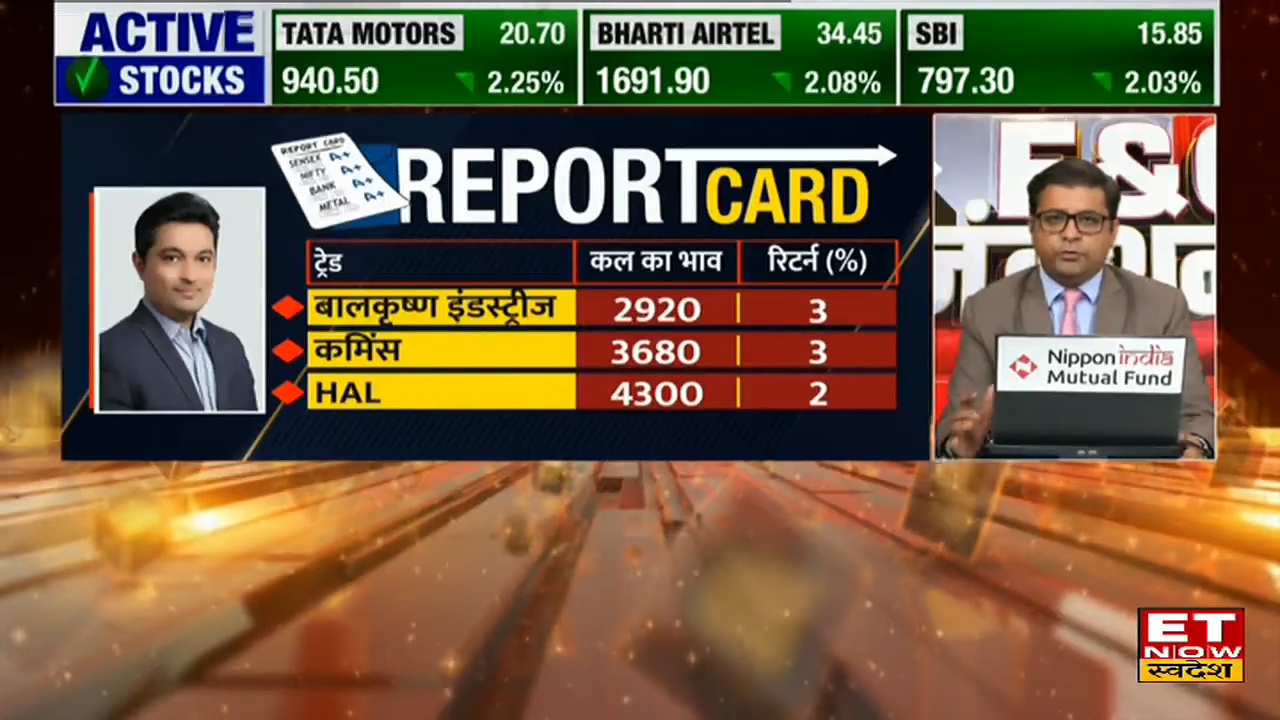 ACTIVE STOCKS
TATA MOTORS 20.70
940.50 2.25%
BHARTI AIRTEL 34.45
1691.90 2.08%
SBI 15.85
797.30 2.03%
REPORT CARD
SENSEX A+
NIFTY A+
BANK A+
METAL A+
REPORT CARD
ट्रेड कल का भाव रिटर्न (%)
बालकृष्ण इंडस्ट्रीज 2920 3
कमिंस 3680 3
HAL 4300 2
E&
Nippon india
Mutual Fund
ET
NOW
स्वदेश